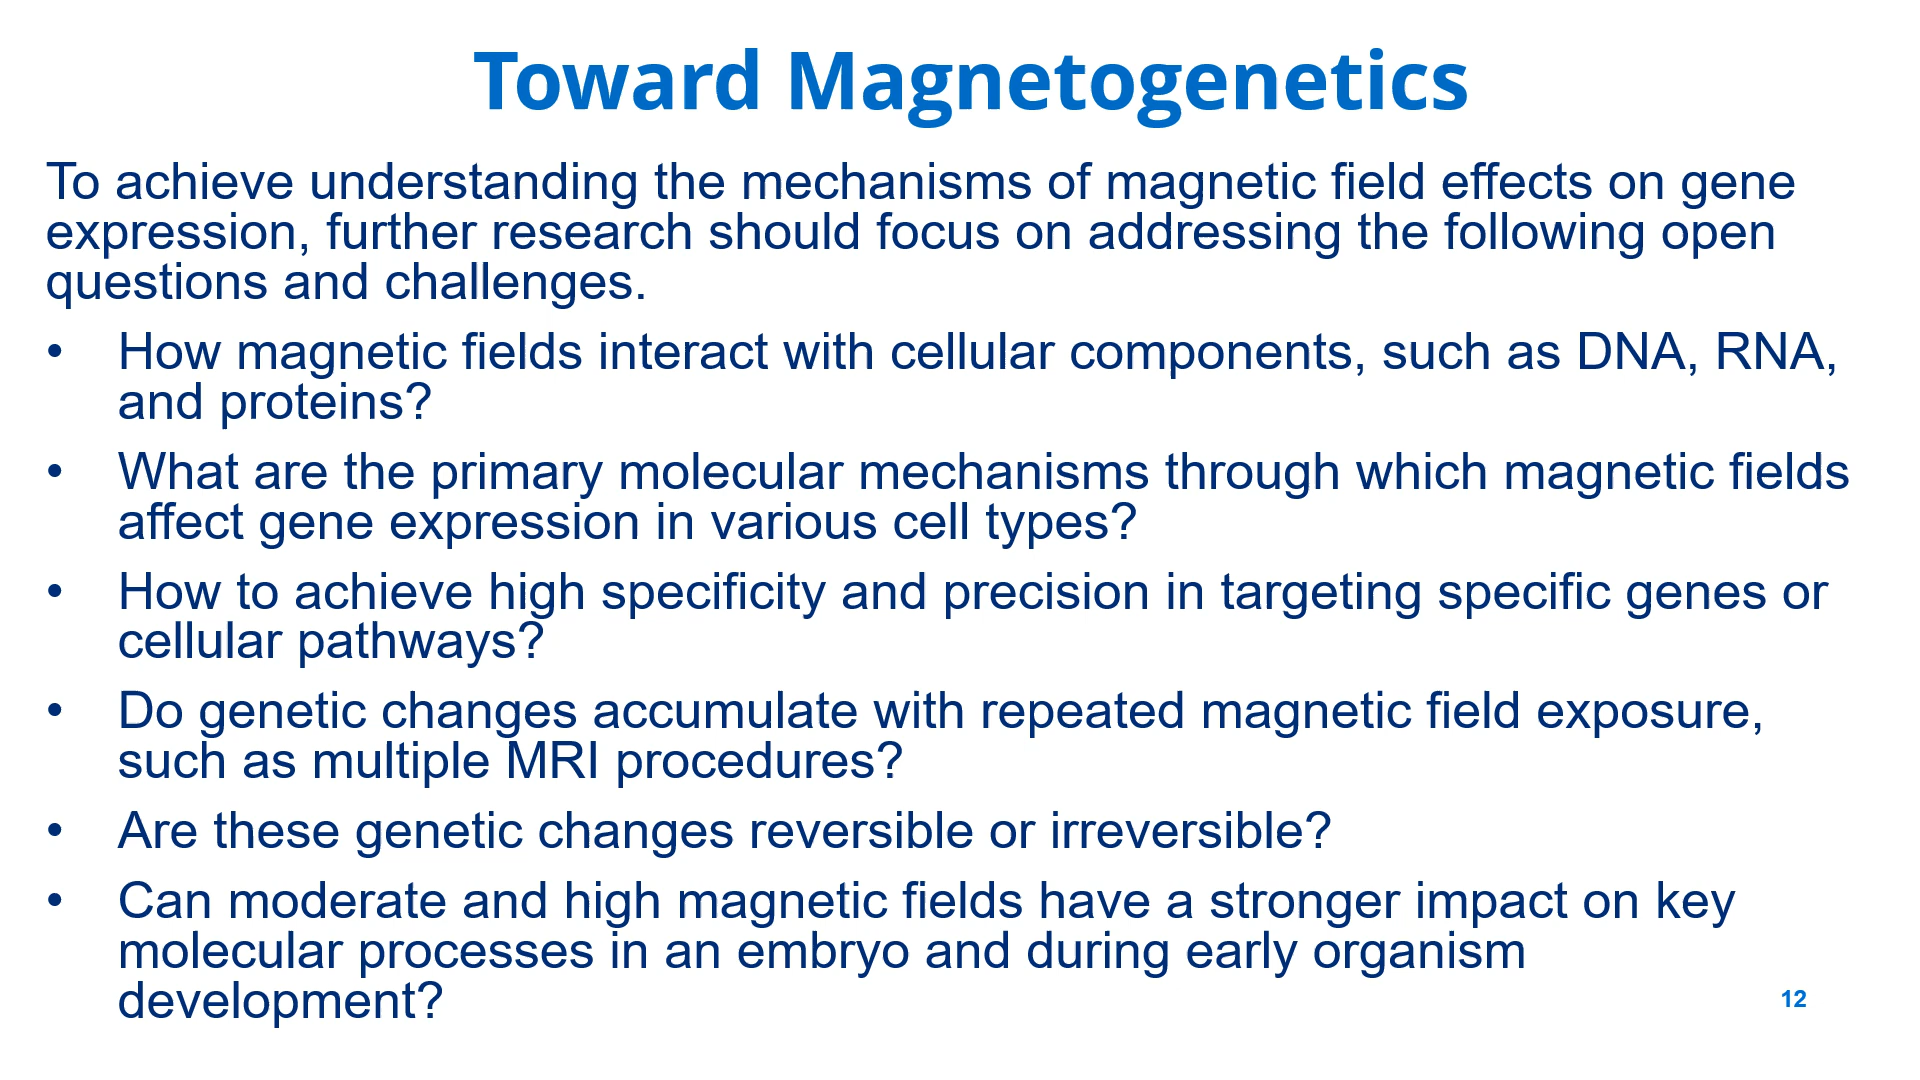 Toward Magnetogenetics
To achieve understanding the mechanisms of magnetic field effects on gene
expression, further research should focus on addressing the following open
questions and challenges.
• How magnetic fields interact with cellular components, such as DNA, RNA,
and proteins?
• What are the primary molecular mechanisms through which magnetic fields
affect gene expression in various cell types?
• How to achieve high specificity and precision in targeting specific genes or
cellular pathways?
• Do genetic changes accumulate with repeated magnetic field exposure,
such as multiple MRI procedures?
• Are these genetic changes reversible or irreversible?
• Can moderate and high magnetic fields have a stronger impact on key
molecular processes in an embryo and during early organism
development?
12